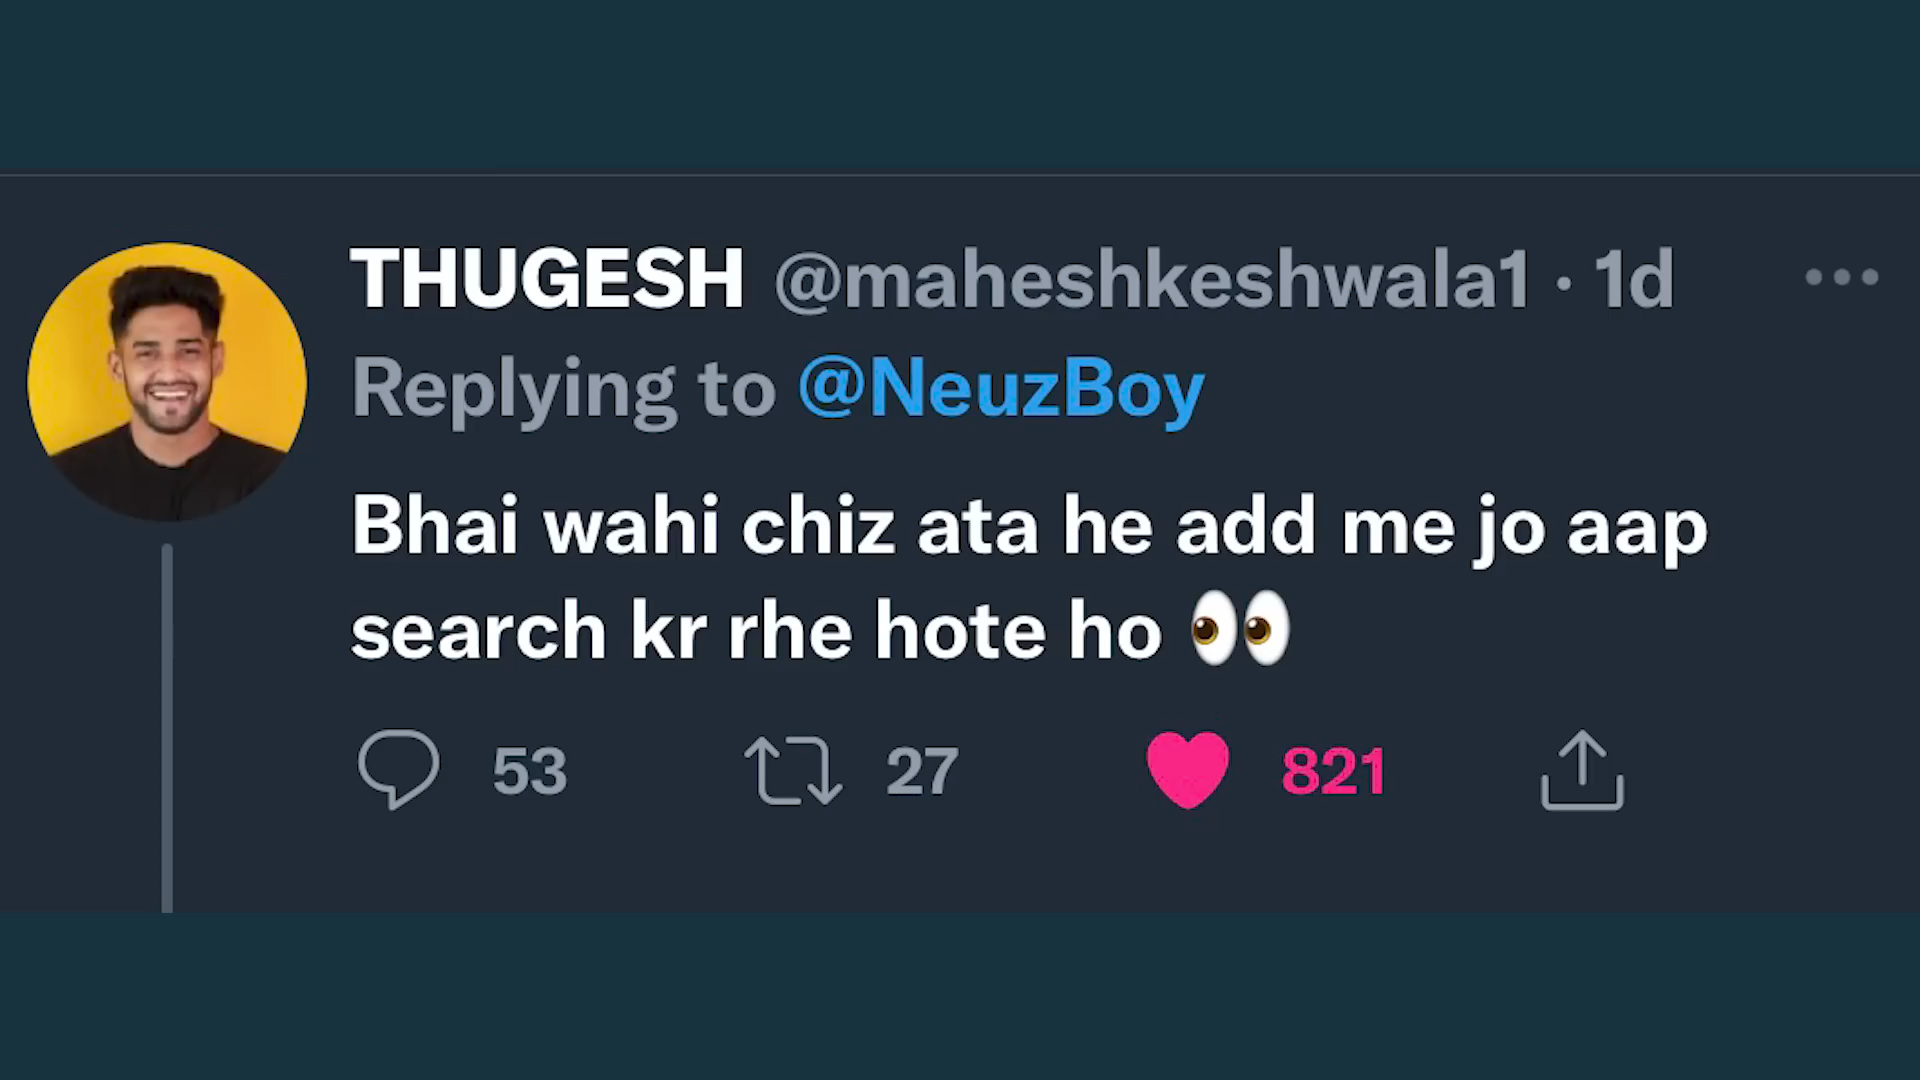 THUGESH @maheshkeshwala1 · 1d
Replying to @NeuzBoy
Bhai wahi chiz ata he add me jo aap
search kr rhe hote ho 👀
53 27 821